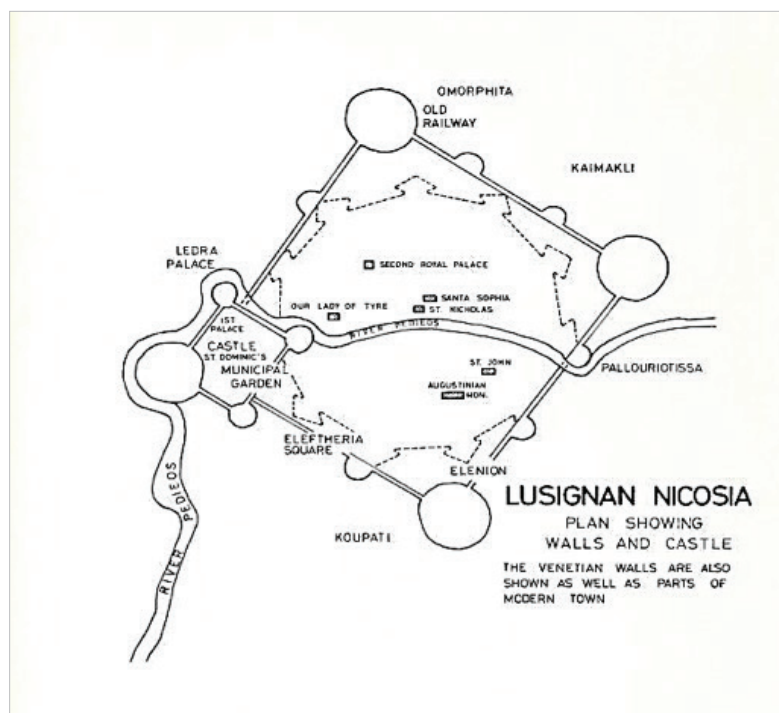 OMORPHITA
OLD
RAILWAY
KAIMAKLI
LEDRA
PALACE
SECOND ROYAL PALACE
SANTA SOPHIA
ST. NICHOLAS
OUR LADY OF TYRE
RIVER PEDIEOS
1ST
PALACE
CASTLE
ST. DOMINIC'S
MUNICIPAL
GARDEN
ST. JOHN
PALLOURIOTISSA
AUGUSTINIAN
MON.
ELEFTHERIA
SQUARE
ELENION
RIVER PEDIEOS
KOUPATI
LUSIGNAN NICOSIA
PLAN SHOWING
WALLS AND CASTLE
THE VENETIAN WALLS ARE ALSO
SHOWN AS WELL AS PARTS OF
MODERN TOWN